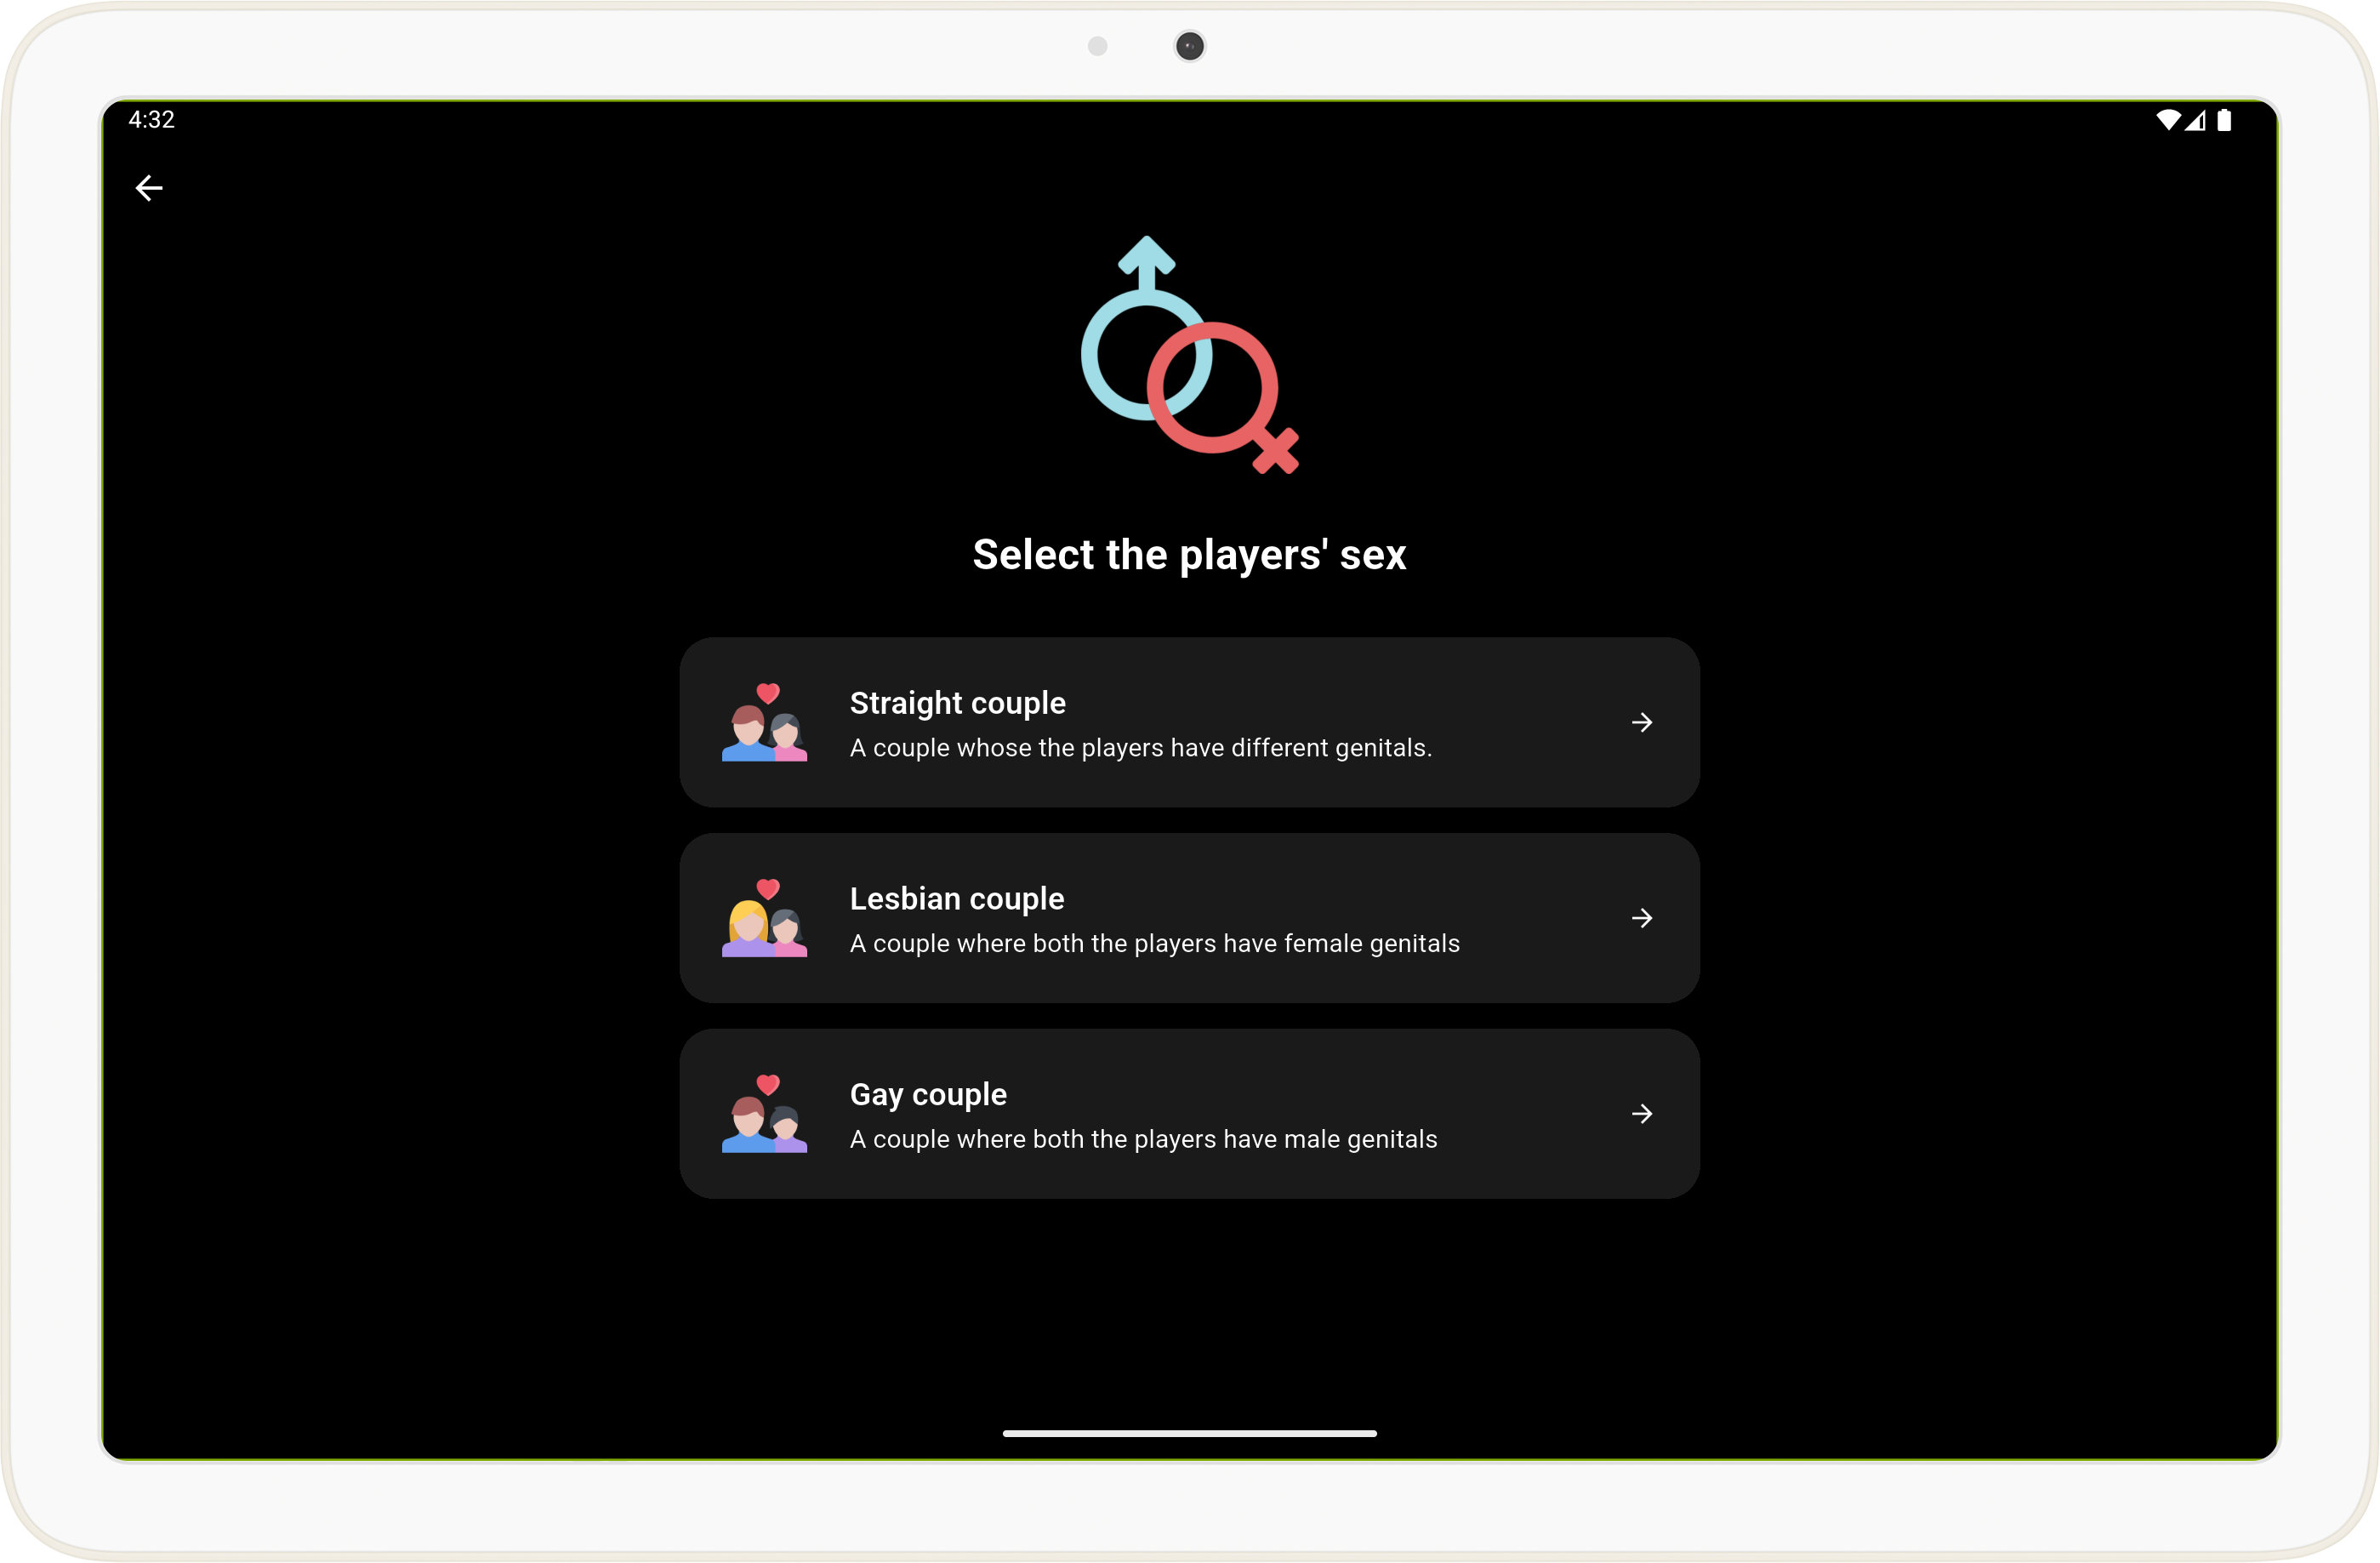 4:32
Select the players' sex
Straight couple
A couple whose the players have different genitals.
Lesbian couple
A couple where both the players have female genitals
Gay couple
A couple where both the players have male genitals